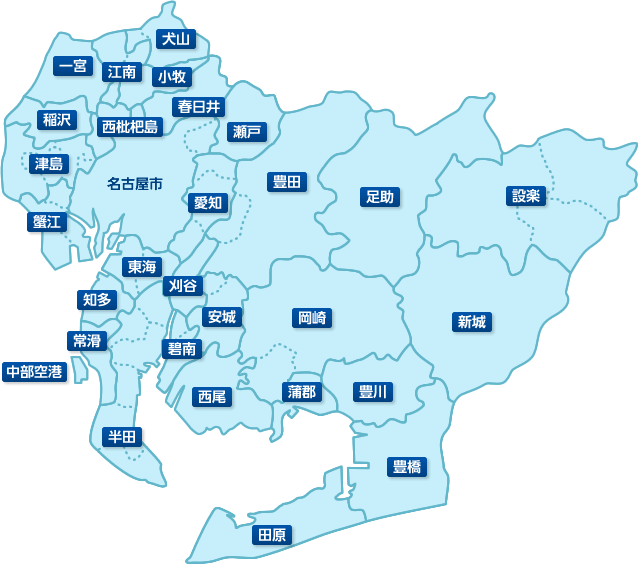 犬山
一宮
江南
小牧
春日井
稲沢
西枇杷島
瀬戸
津島
名古屋市
豊田
足助
設楽
愛知
蟹江
東海
刈谷
知多
安城
岡崎
新城
常滑
碧南
中部空港
西尾
蒲郡
豊川
半田
豊橋
田原